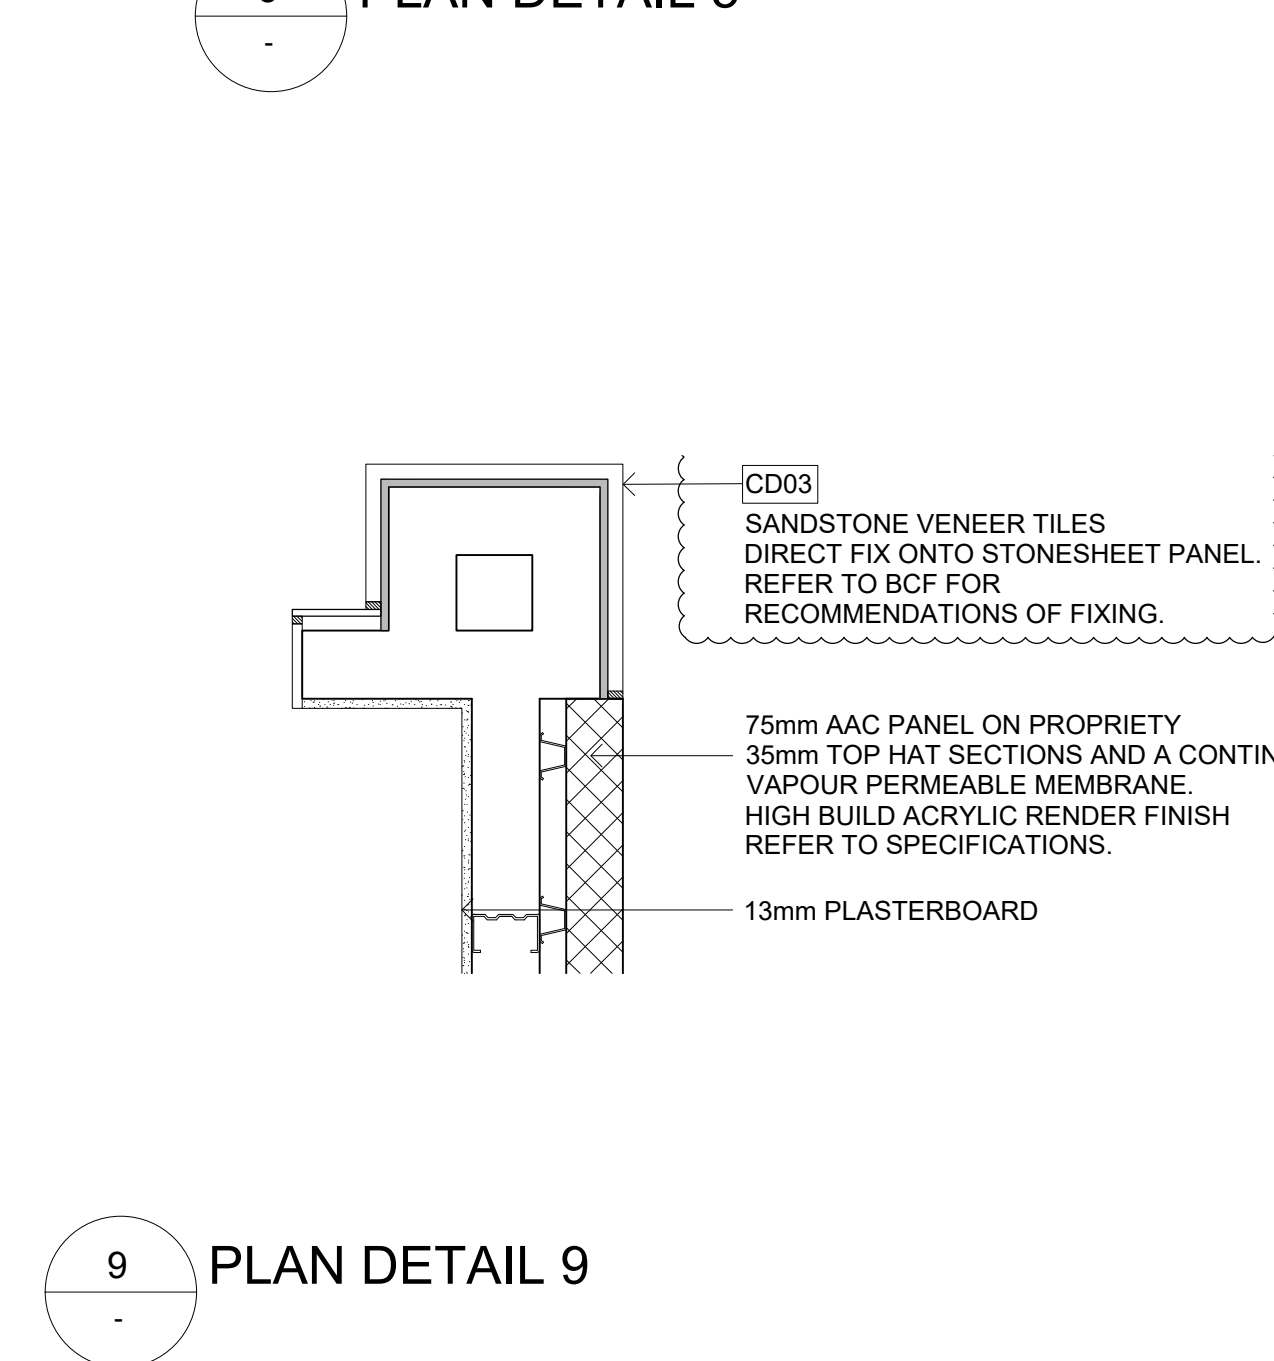 -
CD03
SANDSTONE VENEER TILES
DIRECT FIX ONTO STONESHEET PANEL.
REFER TO BCF FOR
RECOMMENDATIONS OF FIXING.
75mm AAC PANEL ON PROPRIETY
35mm TOP HAT SECTIONS AND A CONTIN
VAPOUR PERMEABLE MEMBRANE.
HIGH BUILD ACRYLIC RENDER FINISH
REFER TO SPECIFICATIONS.
13mm PLASTERBOARD
9
PLAN DETAIL 9
-